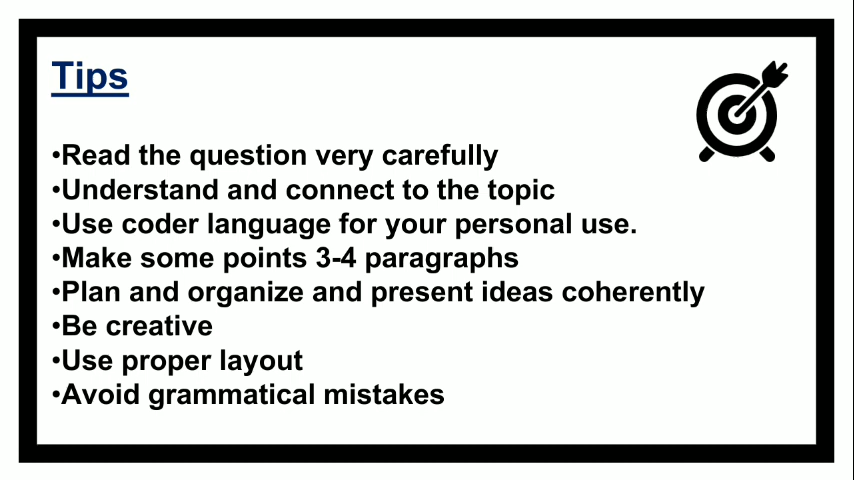 Tips
•Read the question very carefully
•Understand and connect to the topic
•Use coder language for your personal use.
•Make some points 3-4 paragraphs
•Plan and organize and present ideas coherently
•Be creative
•Use proper layout
•Avoid grammatical mistakes